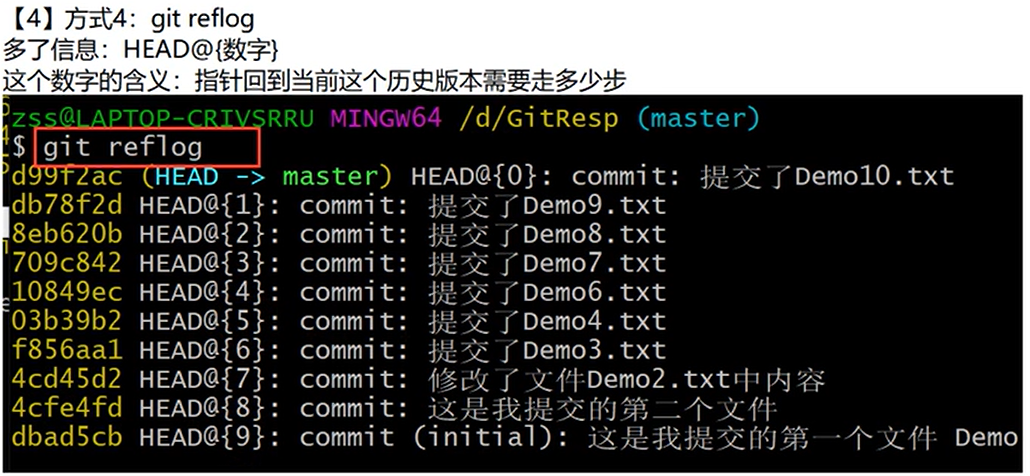 【4】方式4：git reflog
多了信息：HEAD@{数字}
这个数字的含义：指针回到当前这个历史版本需要走多少步
zss@LAPTOP-CRIVSRRU MINGW64 /d/GitResp (master)
$ git reflog
d99f2ac (HEAD -> master) HEAD@{0}: commit: 提交了Demo10.txt
db78f2d HEAD@{1}: commit: 提交了Demo9.txt
8eb620b HEAD@{2}: commit: 提交了Demo8.txt
709c842 HEAD@{3}: commit: 提交了Demo7.txt
10849ec HEAD@{4}: commit: 提交了Demo6.txt
03b39b2 HEAD@{5}: commit: 提交了Demo4.txt
f856aa1 HEAD@{6}: commit: 提交了Demo3.txt
4cd45d2 HEAD@{7}: commit: 修改了文件Demo2.txt中内容
4cfe4fd HEAD@{8}: commit: 这是我提交的第二个文件
dbad5cb HEAD@{9}: commit (initial): 这是我提交的第一个文件 Demo